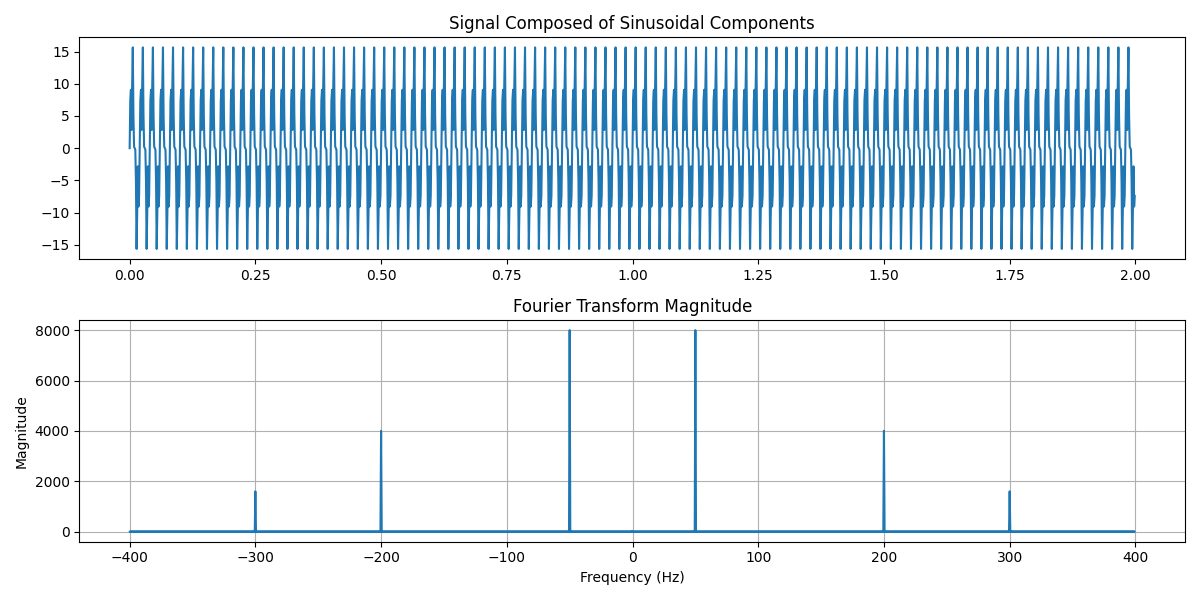 Signal Composed of Sinusoidal Components
15
10
5
0
−5
−10
−15
0.00 0.25 0.50 0.75 1.00 1.25 1.50 1.75 2.00
Fourier Transform Magnitude
8000
6000
4000
2000
0
Magnitude
−400 −300 −200 −100 0 100 200 300 400
Frequency (Hz)